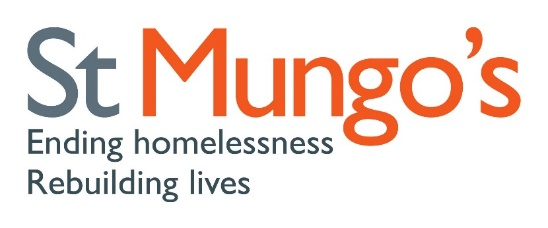 St Mungo's
Ending homelessness
Rebuilding lives